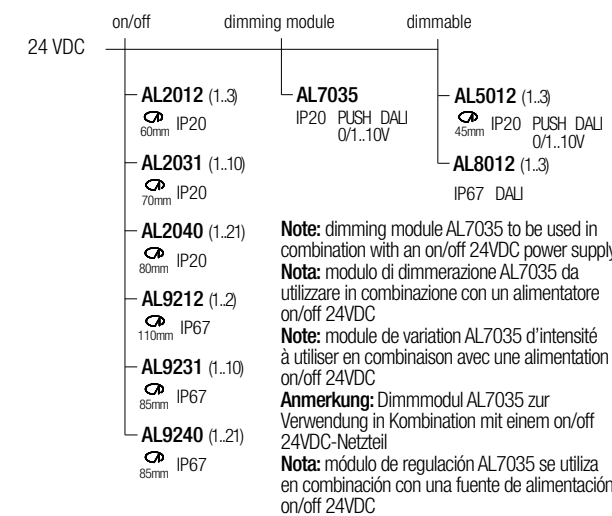 on/off dimming module dimmable
24 VDC
AL2012 (1..3)
60mm IP20
AL2031 (1..10)
70mm IP20
AL2040 (1..21)
80mm IP20
AL9212 (1..2)
110mm IP67
AL9231 (1..10)
85mm IP67
AL9240 (1..21)
85mm IP67
AL7035
IP20 PUSH DALI
0/1..10V
AL5012 (1..3)
45mm IP20 PUSH DALI
0/1..10V
AL8012 (1..3)
IP67 DALI
Note: dimming module AL7035 to be used in
combination with an on/off 24VDC power supply
Nota: modulo di dimmerazione AL7035 da
utilizzare in combinazione con un alimentatore
on/off 24VDC
Note: module de variation AL7035 d'intensité
à utiliser en combinaison avec une alimentation
on/off 24VDC
Anmerkung: Dimmmodul AL7035 zur
Verwendung in Kombination mit einem on/off
24VDC-Netzteil
Nota: módulo de regulación AL7035 se utiliza
en combinación con una fuente de alimentación
on/off 24VDC